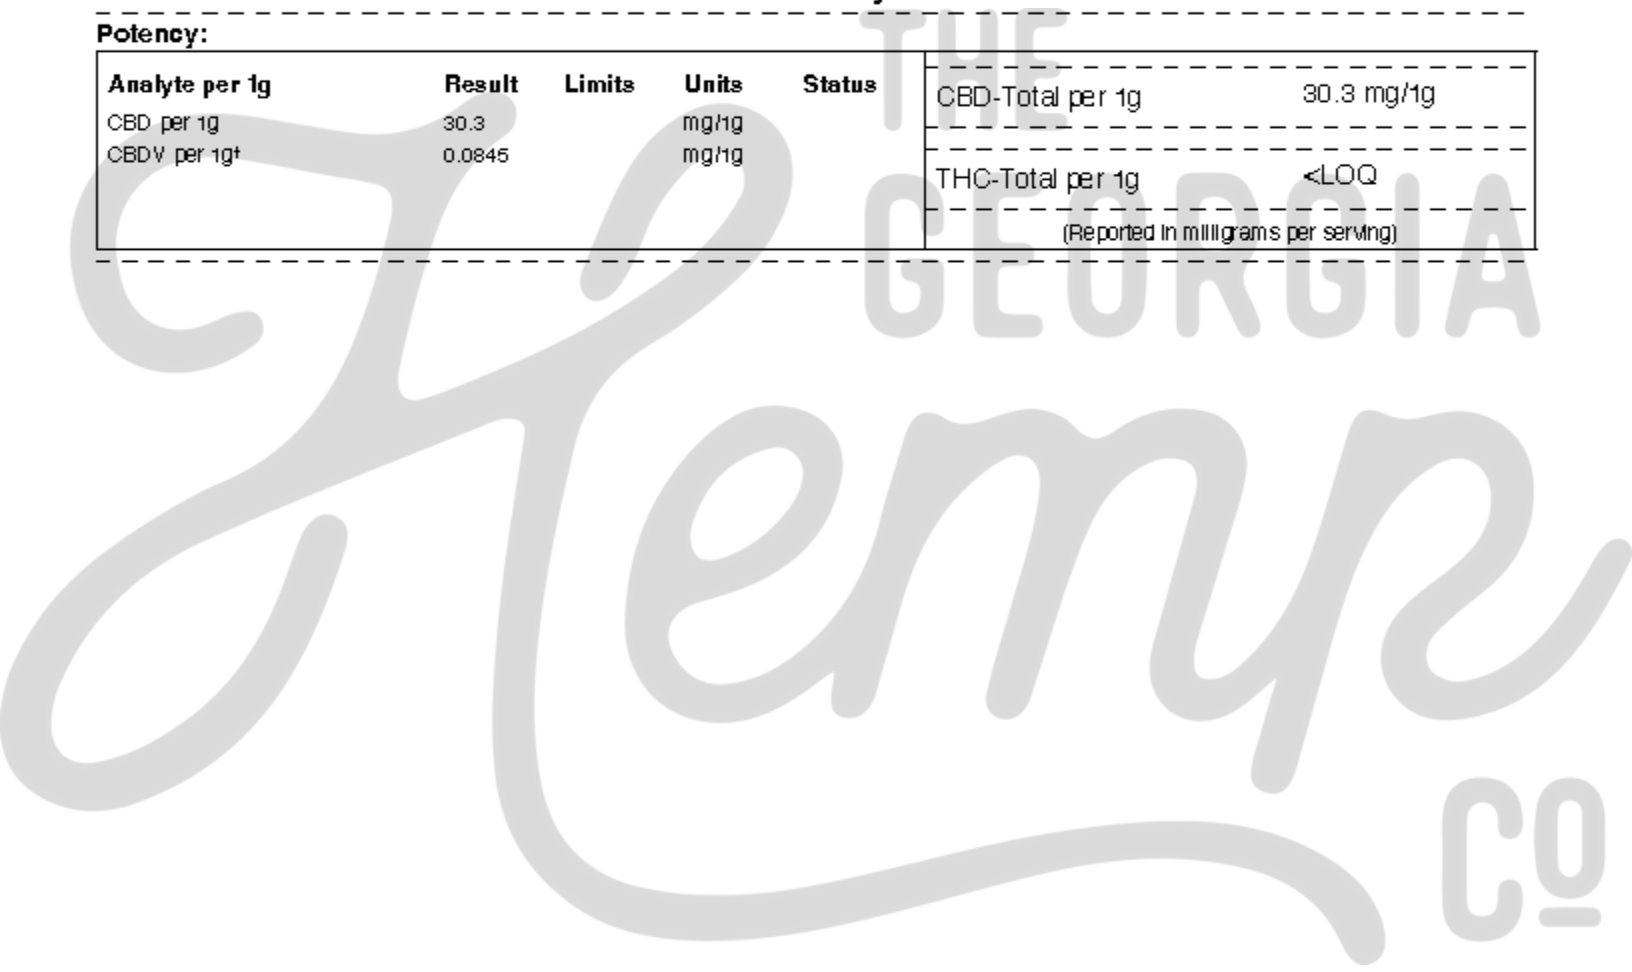 Potency:
Analyte per 1g Result Limits Units Status
CBD per 1g 30.3 mg/1g
CBDV per 1g† 0.0845 mg/1g
CBD-Total per 1g 30.3 mg/1g
THC-Total per 1g <LOQ
(Reported in milligrams per serving)
THE
GEORGIA
Hemp
CO